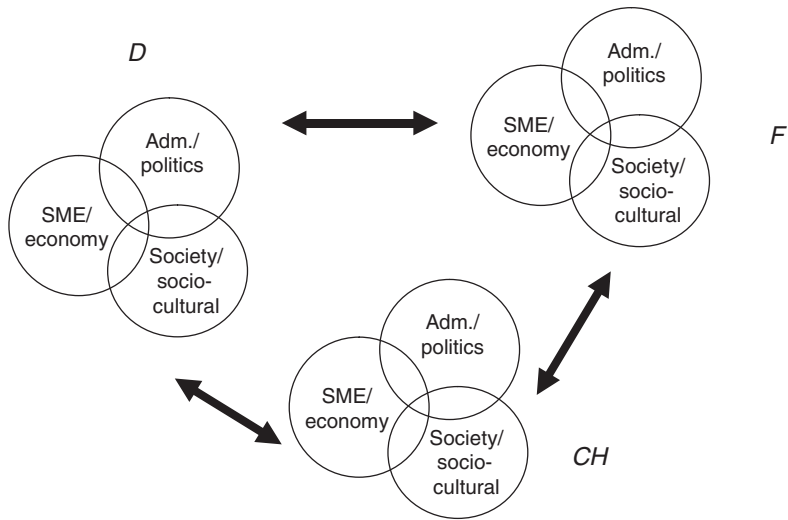 D
Adm./
politics
SME/
economy
Society/
socio-
cultural
Adm./
politics
SME/
economy
Society/
socio-
cultural
F
Adm./
politics
SME/
economy
Society/
socio-
cultural
CH